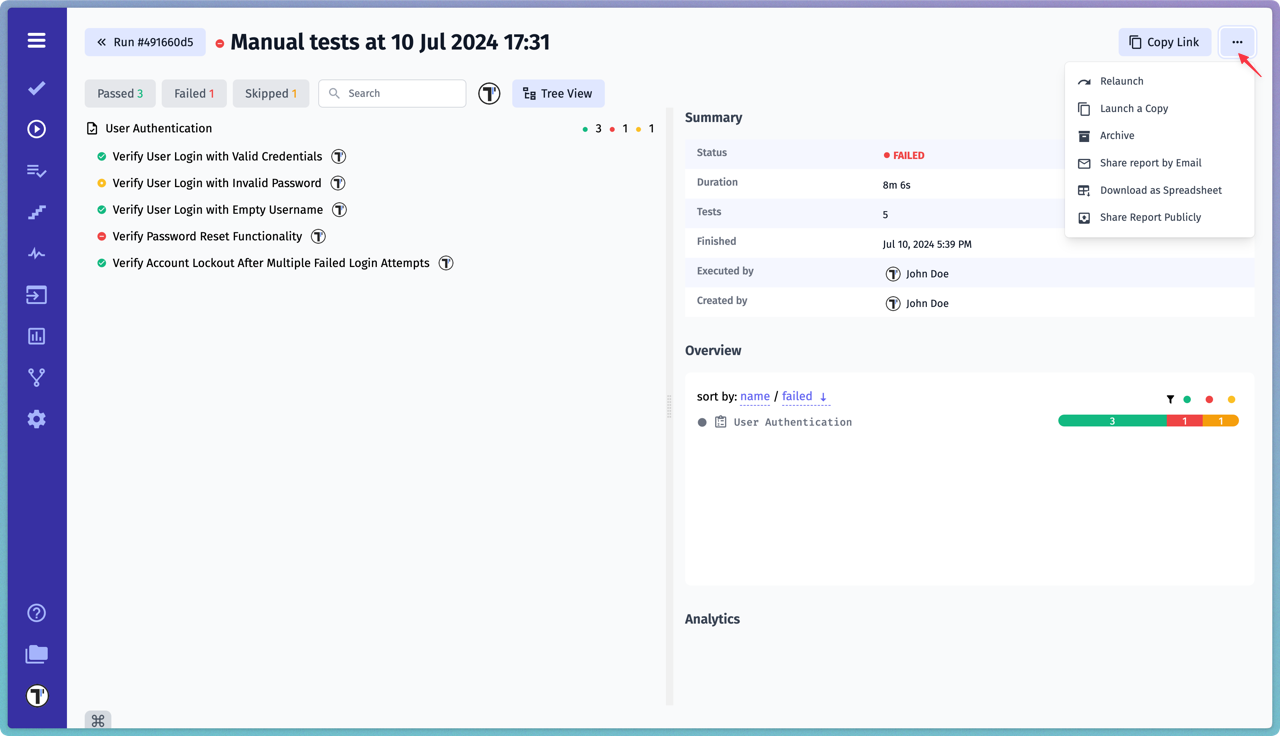 Run #491660d5
Manual tests at 10 Jul 2024 17:31
Copy Link
Passed 3
Failed 1
Skipped 1
Search
Tree View
Relaunch
Launch a Copy
Archive
Share report by Email
Download as Spreadsheet
Share Report Publicly
User Authentication 3 1 1
Verify User Login with Valid Credentials
Verify User Login with Invalid Password
Verify User Login with Empty Username
Verify Password Reset Functionality
Verify Account Lockout After Multiple Failed Login Attempts
Summary
Status FAILED
Duration 8m 6s
Tests 5
Finished Jul 10, 2024 5:39 PM
Executed by John Doe
Created by John Doe
Overview
sort by: name / failed ↓
User Authentication 3 1 1
Analytics